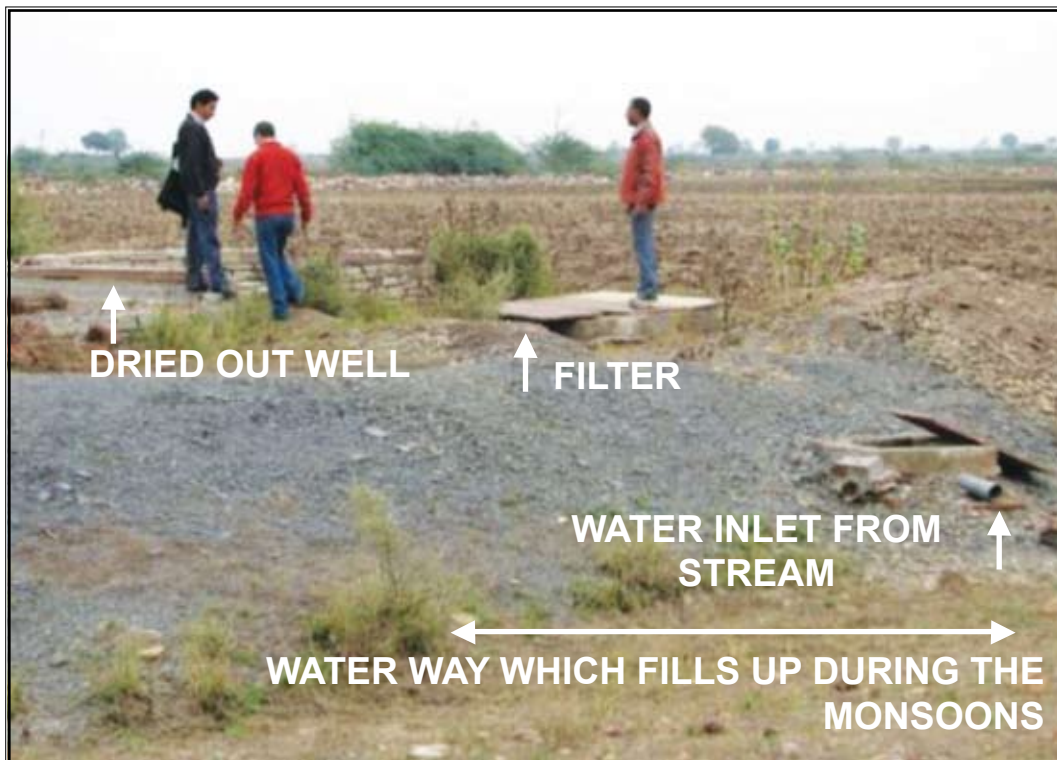 DRIED OUT WELL
FILTER
WATER INLET FROM
STREAM
WATER WAY WHICH FILLS UP DURING THE
MONSOONS